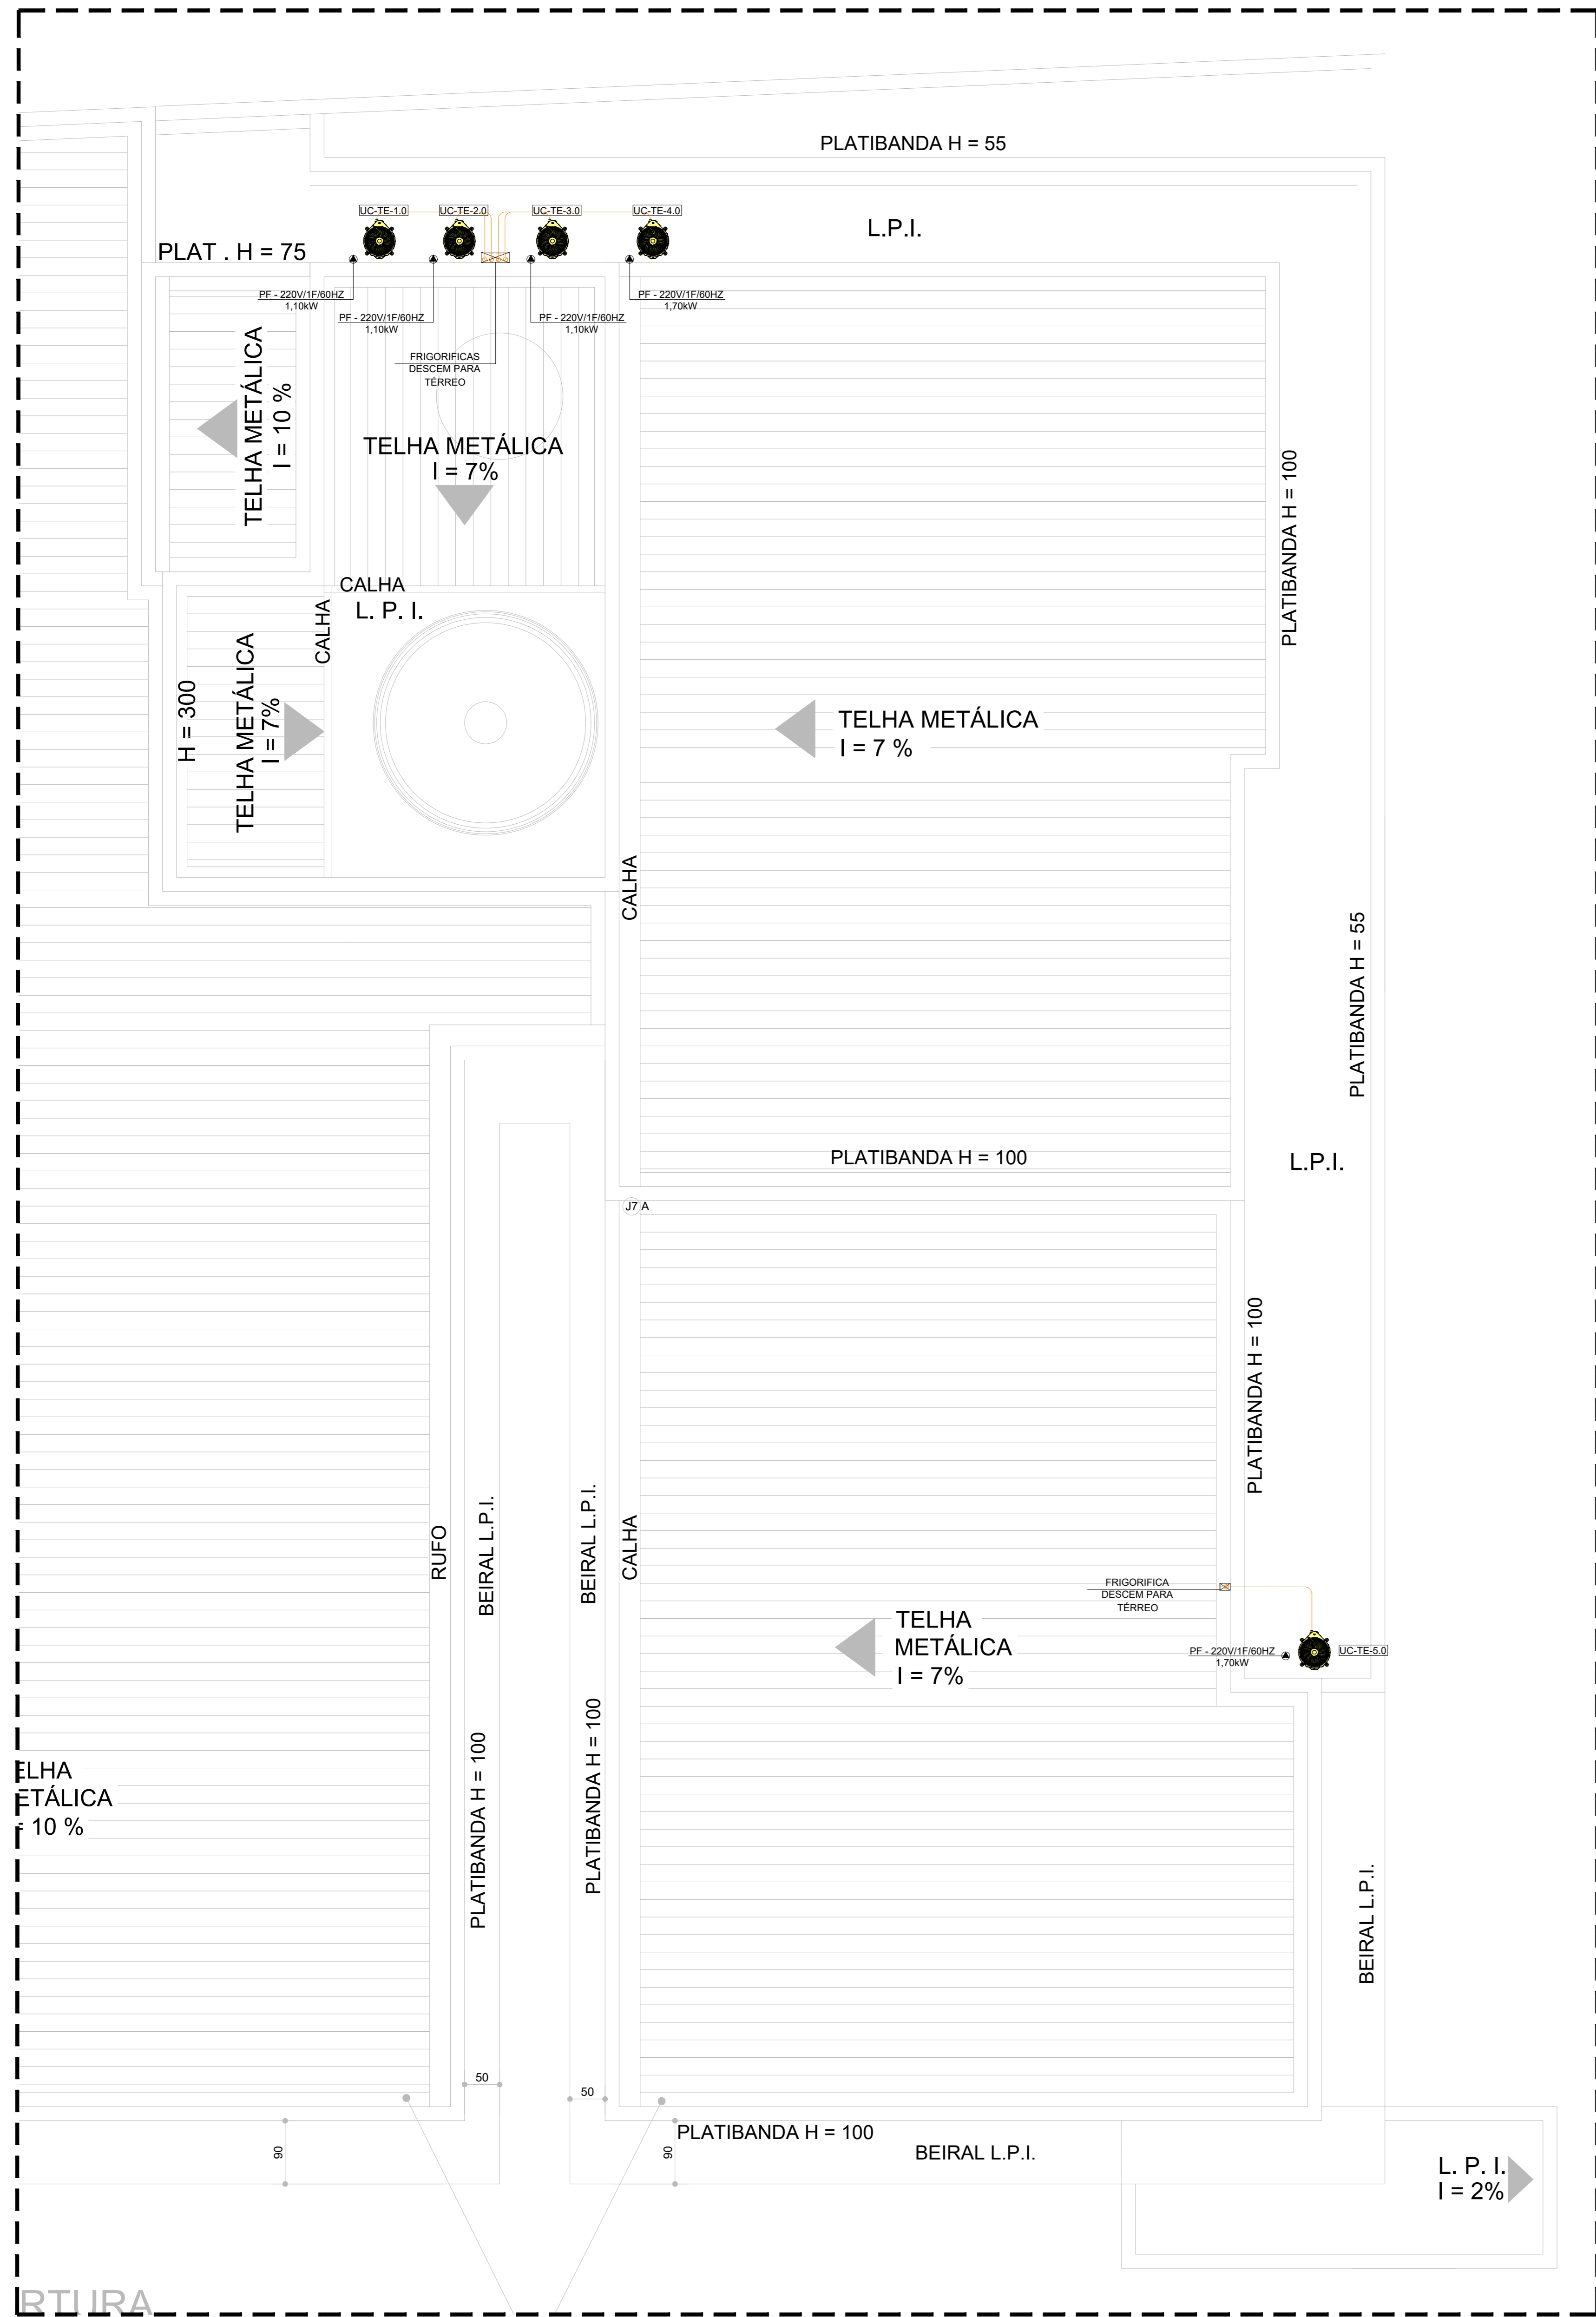 PLATIBANDA H = 55
UC-TE-1.0
UC-TE-2.0
UC-TE-3.0
UC-TE-4.0
L.P.I.
PLAT . H = 75
PF - 220V/1F/60HZ
1,10kW
PF - 220V/1F/60HZ
1,10kW
PF - 220V/1F/60HZ
1,10kW
PF - 220V/1F/60HZ
1,70kW
FRIGORIFICAS
DESCEM PARA
TÉRREO
TELHA METÁLICA
I = 10 %
TELHA METÁLICA
I = 7%
PLATIBANDA H = 100
CALHA
L. P. I.
CALHA
H = 300
TELHA METÁLICA
I = 7%
TELHA METÁLICA
I = 7 %
CALHA
PLATIBANDA H = 55
PLATIBANDA H = 100
L.P.I.
J7 A
PLATIBANDA H = 100
RUFO
BEIRAL L.P.I.
BEIRAL L.P.I.
CALHA
FRIGORIFICA
DESCEM PARA
TÉRREO
TELHA
METÁLICA
I = 7%
PF - 220V/1F/60HZ
1,70kW
UC-TE-5.0
PLATIBANDA H = 100
PLATIBANDA H = 100
ELHA
ETÁLICA
= 10 %
BEIRAL L.P.I.
50
50
90
90
PLATIBANDA H = 100
BEIRAL L.P.I.
L. P. I.
I = 2%
RTURA